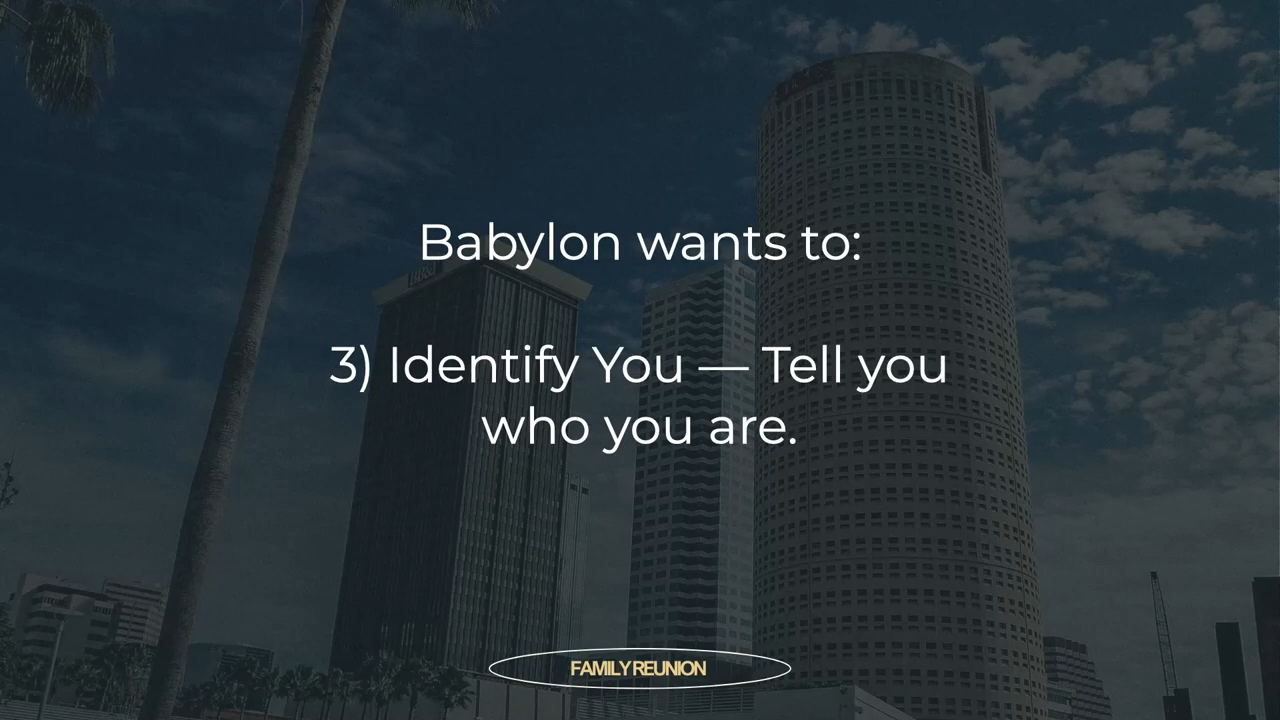 Babylon wants to:
3) Identify You — Tell you
who you are.
FAMILY REUNION